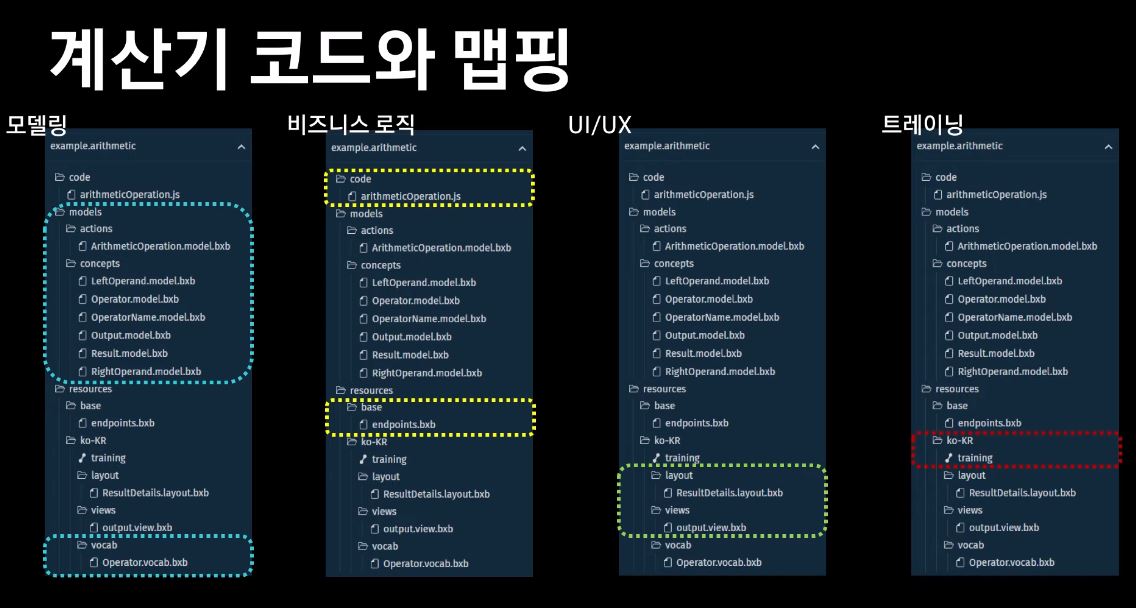 계산기 코드와 맵핑
모델링
example.arithmetic
code
arithmeticOperation.js
models
actions
ArithmeticOperation.model.bxb
concepts
LeftOperand.model.bxb
Operator.model.bxb
OperatorName.model.bxb
Output.model.bxb
Result.model.bxb
RightOperand.model.bxb
resources
base
endpoints.bxb
ko-KR
training
layout
ResultDetails.layout.bxb
views
output.view.bxb
vocab
Operator.vocab.bxb
비즈니스 로직
example.arithmetic
code
arithmeticOperation.js
models
actions
ArithmeticOperation.model.bxb
concepts
LeftOperand.model.bxb
Operator.model.bxb
OperatorName.model.bxb
Output.model.bxb
Result.model.bxb
RightOperand.model.bxb
resources
base
endpoints.bxb
ko-KR
training
layout
ResultDetails.layout.bxb
views
output.view.bxb
vocab
Operator.vocab.bxb
UI/UX
example.arithmetic
code
arithmeticOperation.js
models
actions
ArithmeticOperation.model.bxb
concepts
LeftOperand.model.bxb
Operator.model.bxb
OperatorName.model.bxb
Output.model.bxb
Result.model.bxb
RightOperand.model.bxb
resources
base
endpoints.bxb
ko-KR
training
layout
ResultDetails.layout.bxb
views
output.view.bxb
vocab
Operator.vocab.bxb
트레이닝
example.arithmetic
code
arithmeticOperation.js
models
actions
ArithmeticOperation.model.bxb
concepts
LeftOperand.model.bxb
Operator.model.bxb
OperatorName.model.bxb
Output.model.bxb
Result.model.bxb
RightOperand.model.bxb
resources
base
endpoints.bxb
ko-KR
training
layout
ResultDetails.layout.bxb
views
output.view.bxb
vocab
Operator.vocab.bxb